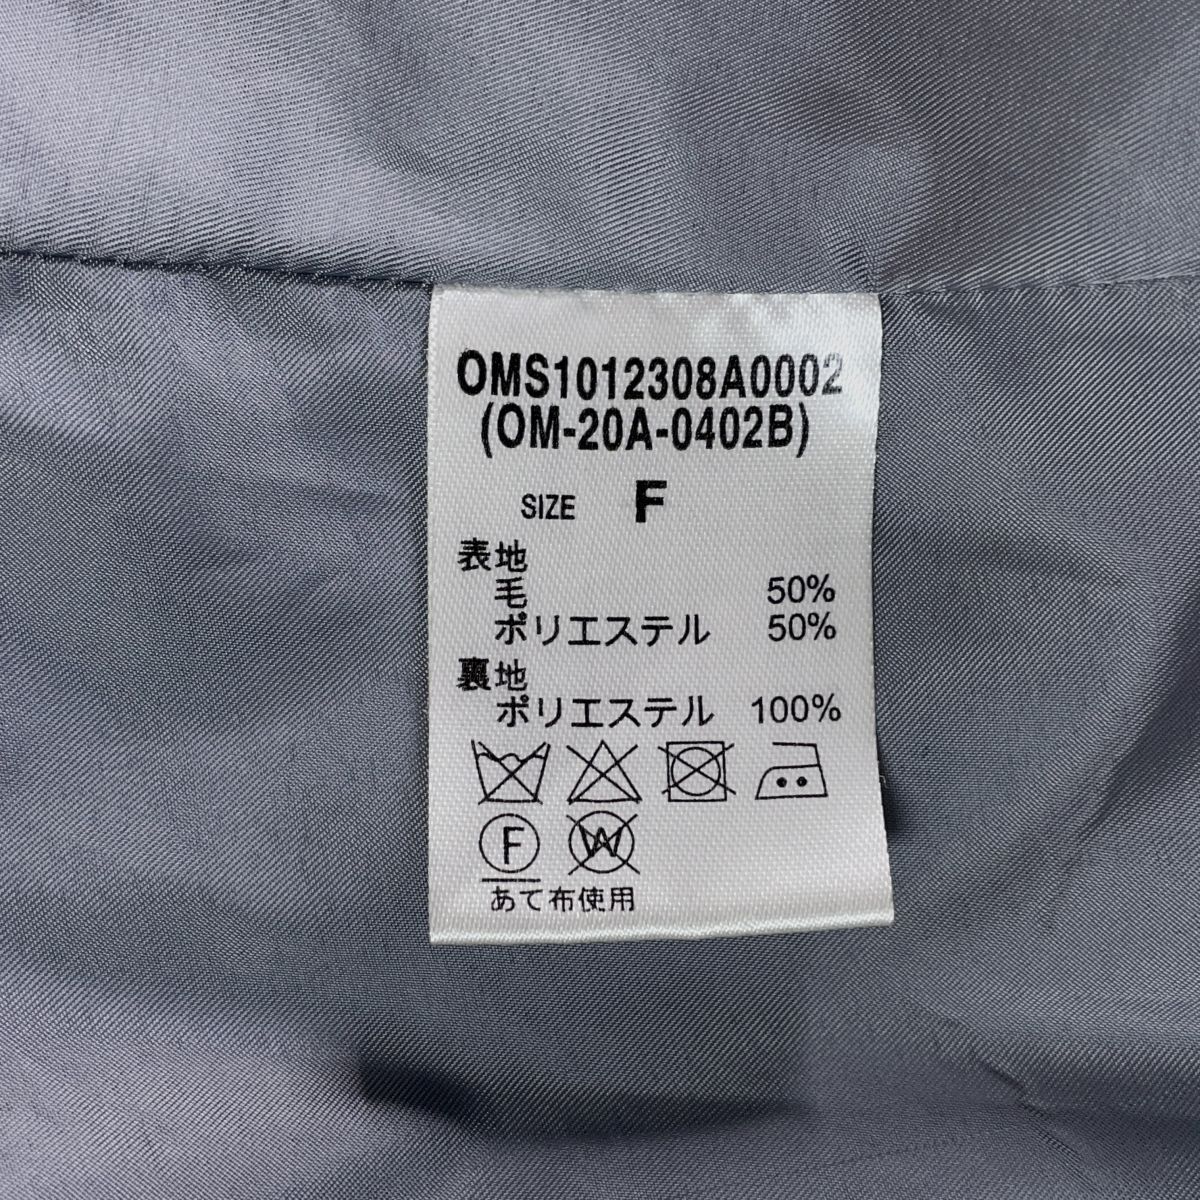 OMS1012308A0002
(OM-20A-0402B)
SIZE F
表地
毛 50%
ポリエステル 50%
裏地
ポリエステル 100%
F W
あて布使用